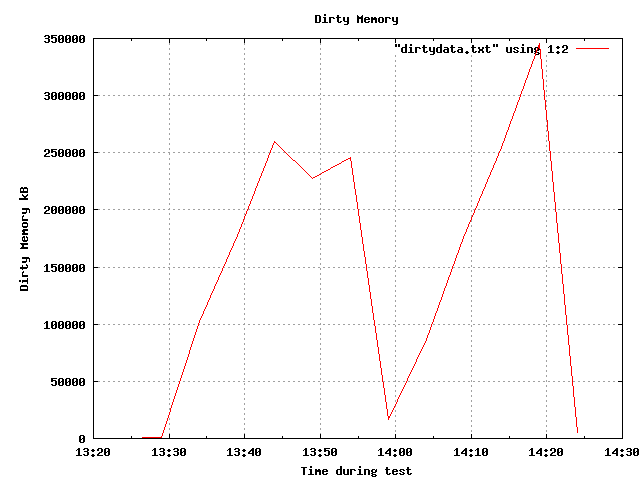 Dirty Memory
"dirtydata.txt" using 1:2
350000
300000
250000
200000
150000
100000
50000
0
Dirty Memory kB
13:20 13:30 13:40 13:50 14:00 14:10 14:20 14:30
Time during test